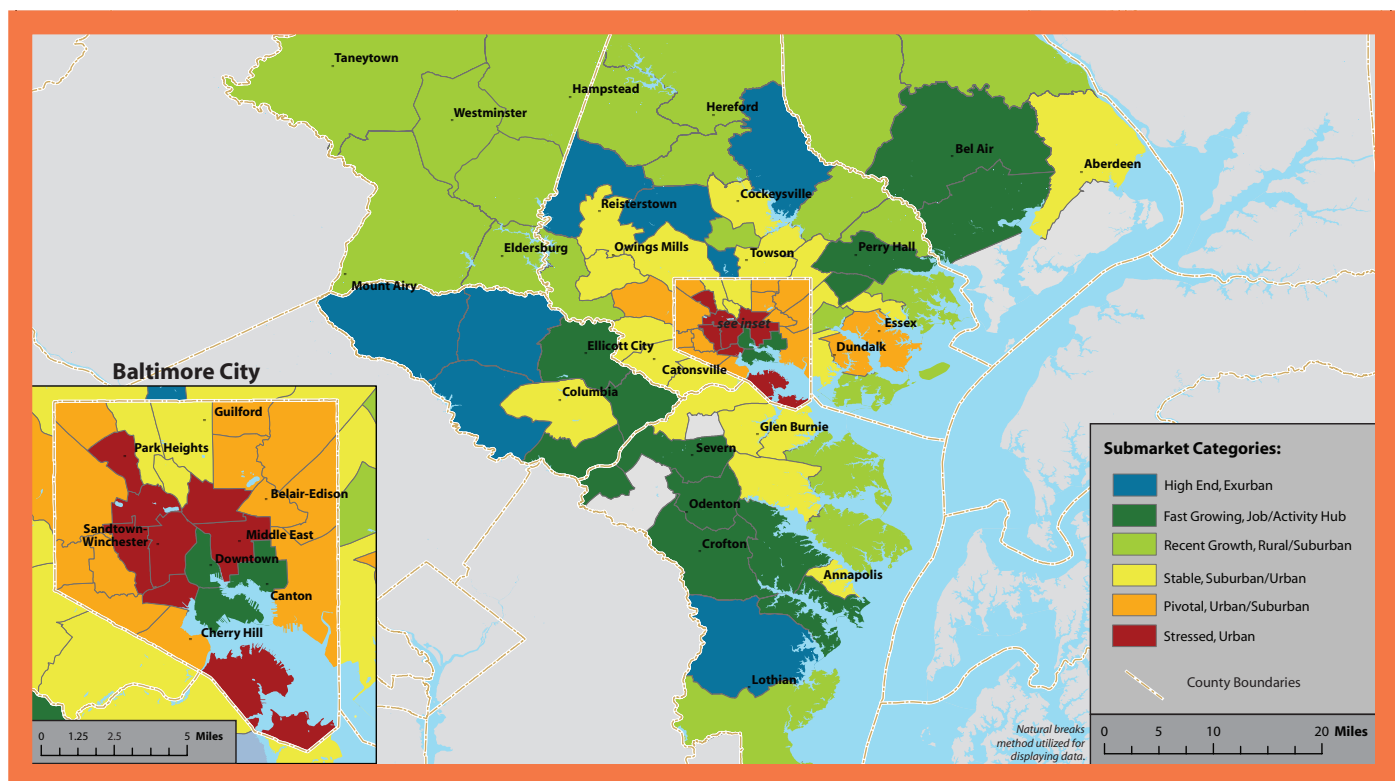 Taneytown
Hampstead
Westminster
Hereford
Bel Air
Aberdeen
Reisterstown
Cockeysville
Eldersburg
Owings Mills
Towson
Perry Hall
Mount Airy
see inset
Essex
Ellicott City
Dundalk
Catonsville
Columbia
Glen Burnie
Severn
Odenton
Crofton
Annapolis
Lothian
Baltimore City
Guilford
Park Heights
Belair-Edison
Sandtown-
Winchester
Middle East
Downtown
Canton
Cherry Hill
0 1.25 2.5 5 Miles
Submarket Categories:
High End, Exurban
Fast Growing, Job/Activity Hub
Recent Growth, Rural/Suburban
Stable, Suburban/Urban
Pivotal, Urban/Suburban
Stressed, Urban
County Boundaries
Natural breaks
method utilized for
displaying data.
0 5 10 20 Miles